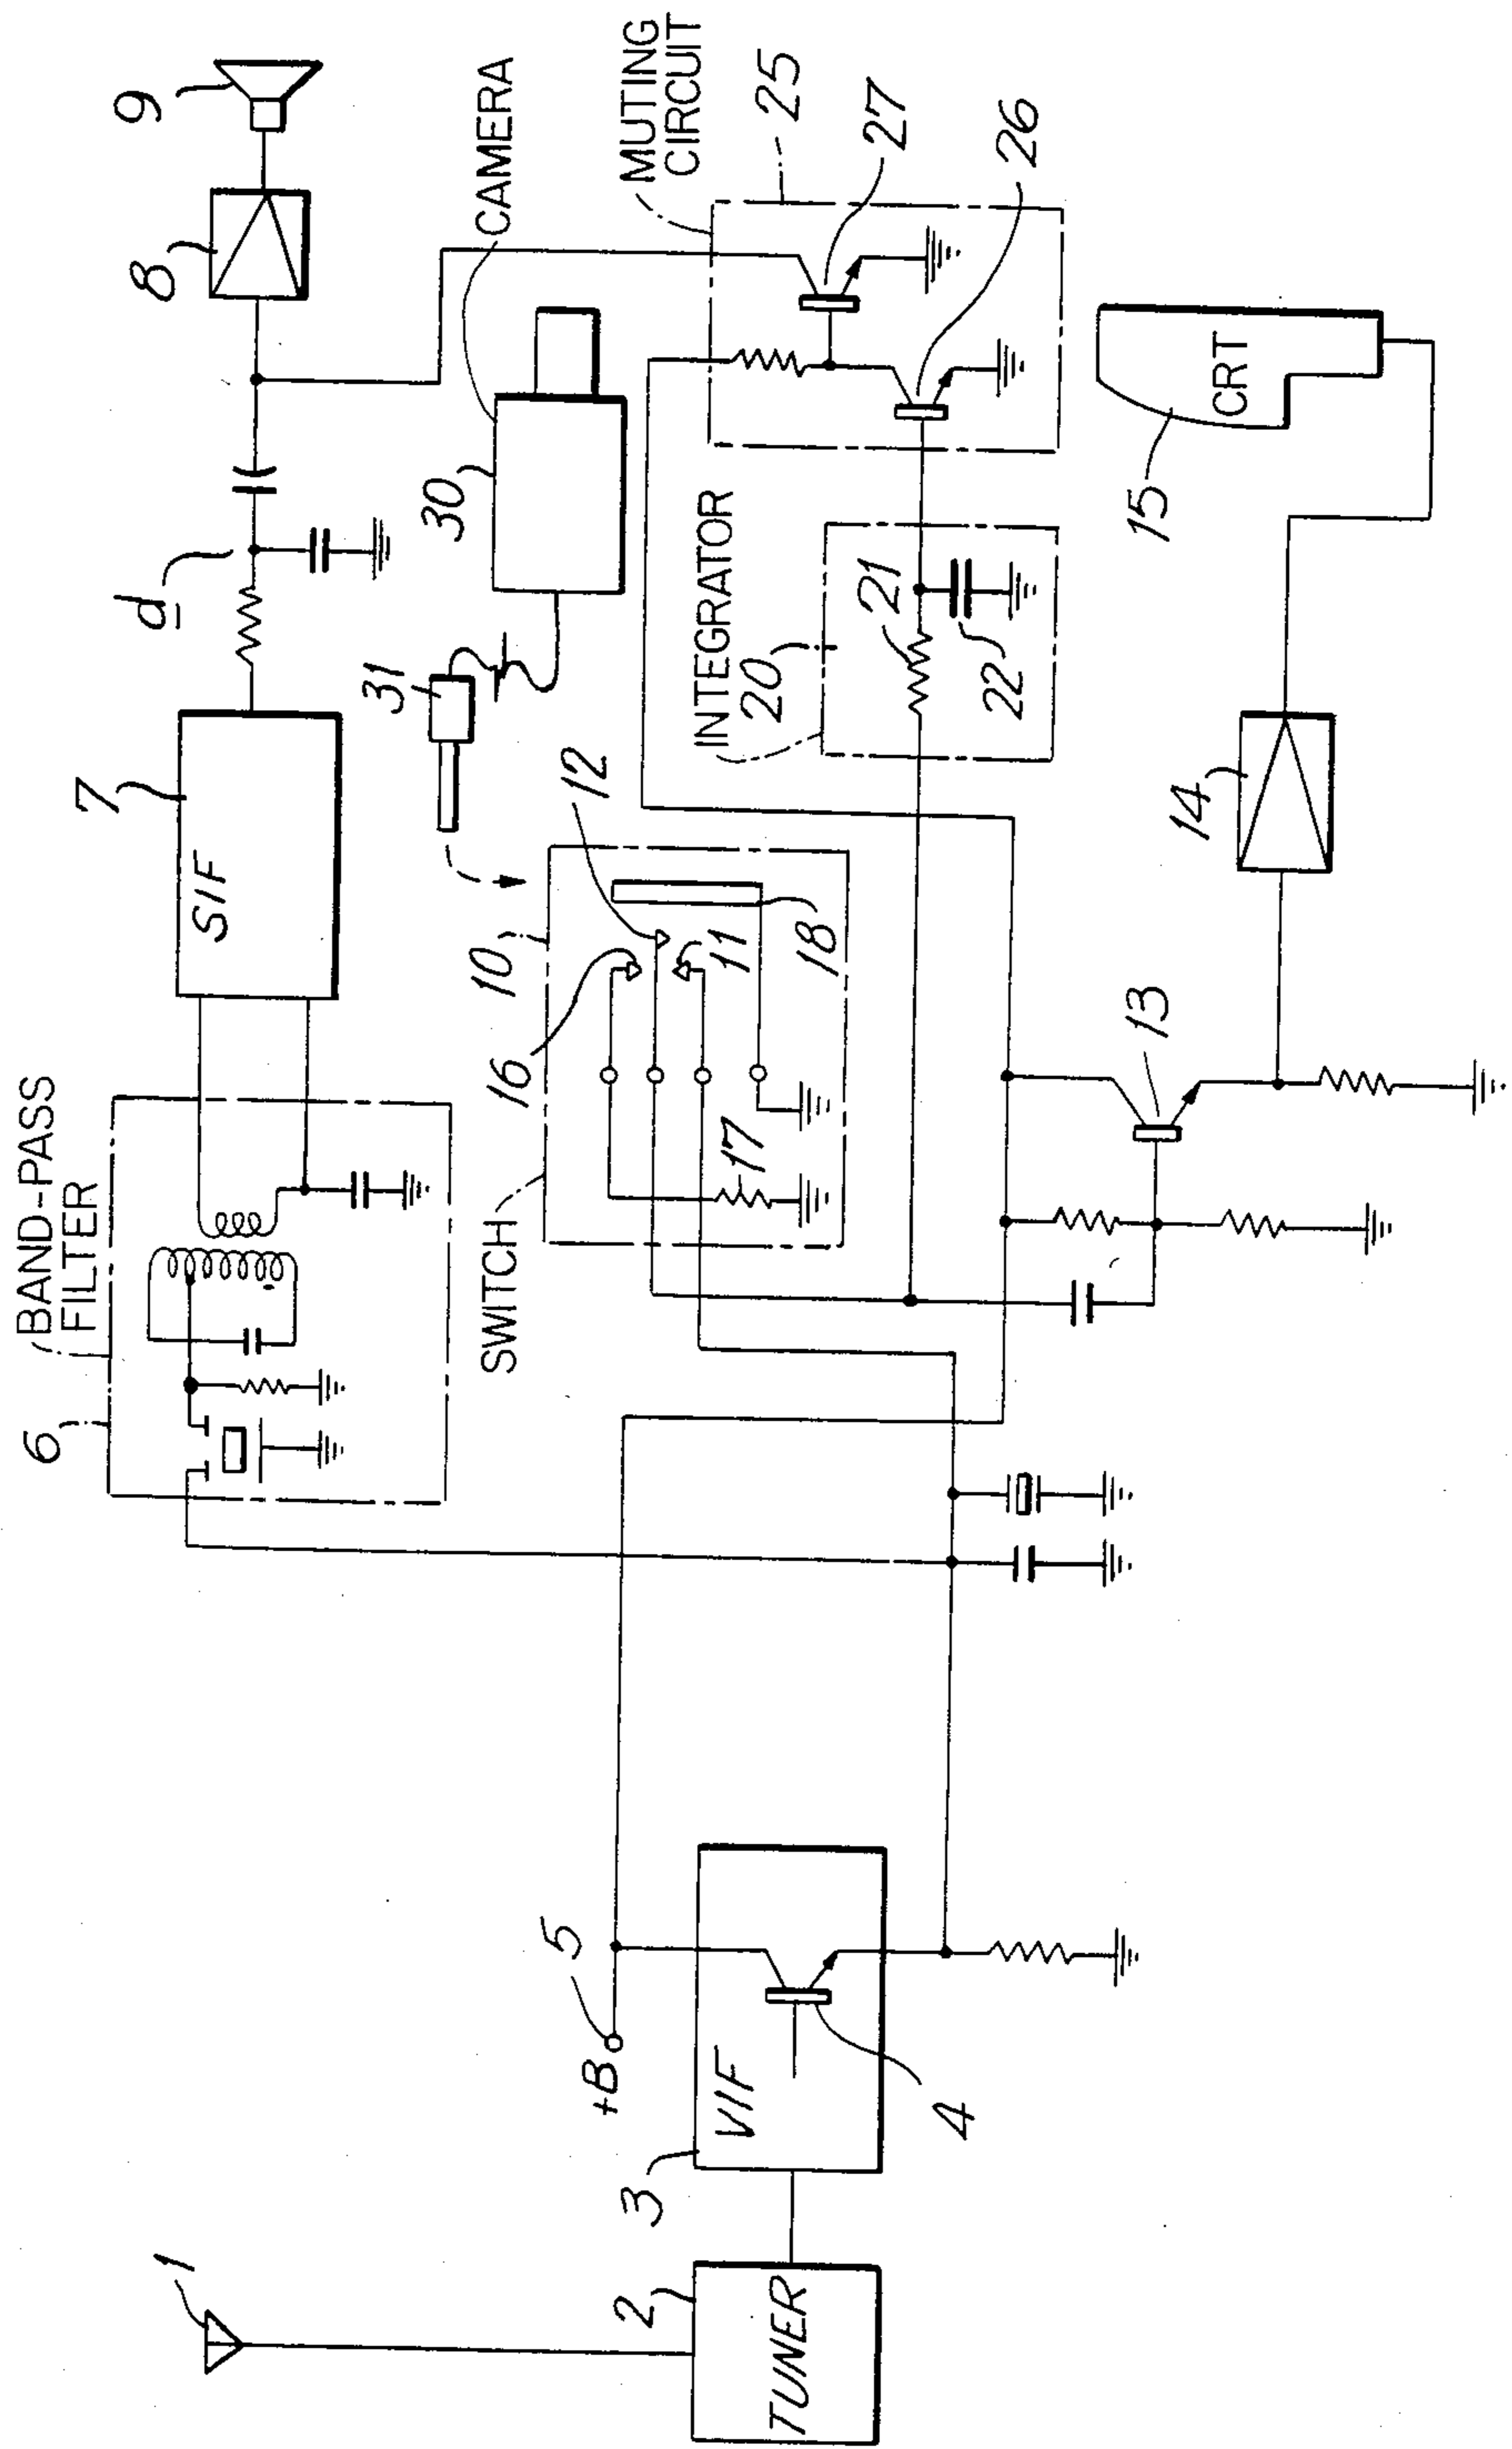 1
2
TUNER
3
VIF
4
5
+B
6
BAND-PASS
FILTER
7
SIF
d
8
9
SWITCH
10
16
17
12
11
18
31
30
CAMERA
INTEGRATOR
20
21
22
MUTING
CIRCUIT
25
27
26
13
14
15
CRT